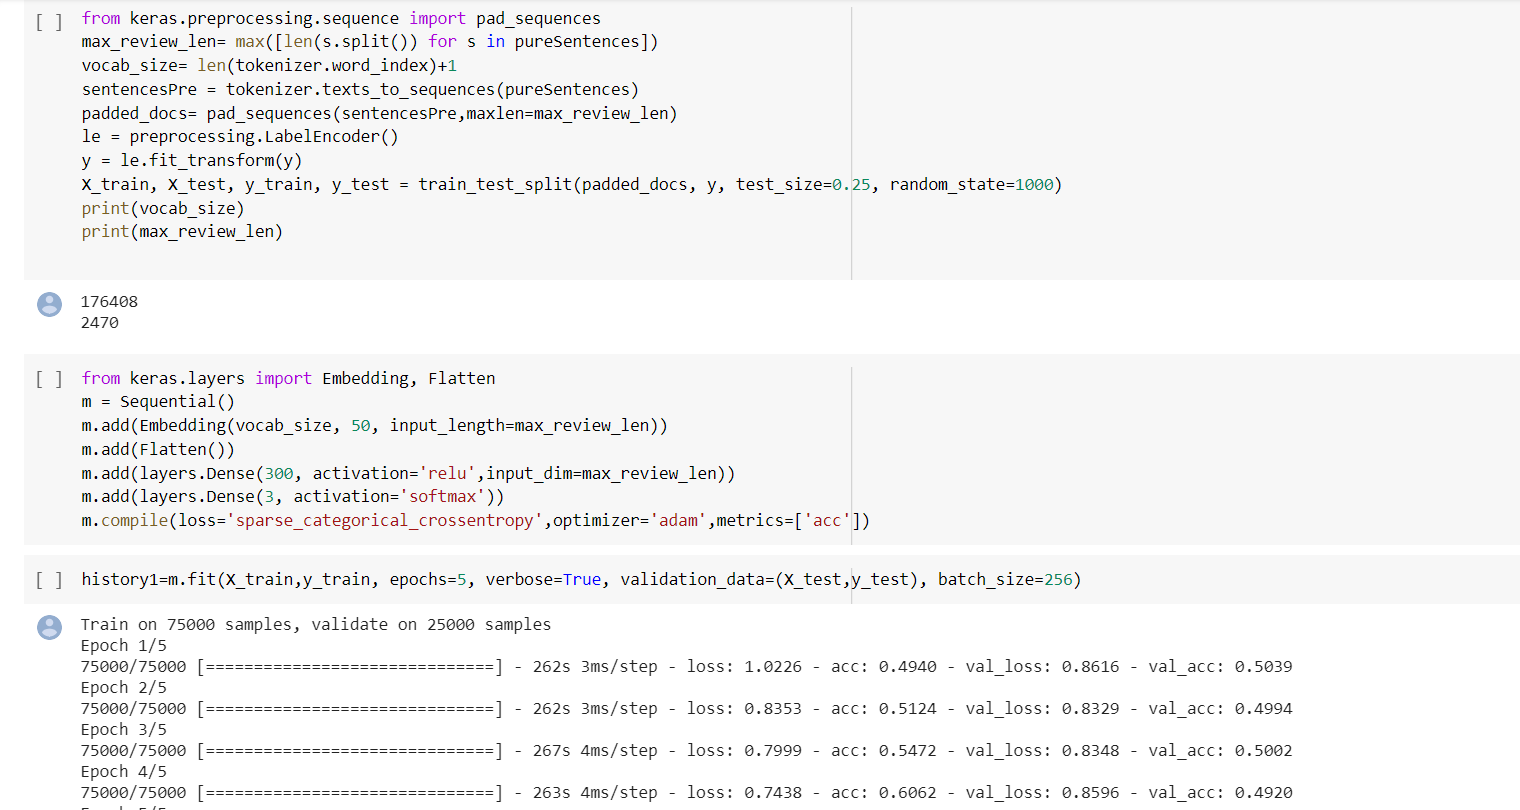 [ ] from keras.preprocessing.sequence import pad_sequences
max_review_len= max([len(s.split()) for s in pureSentences])
vocab_size= len(tokenizer.word_index)+1
sentencesPre = tokenizer.texts_to_sequences(pureSentences)
padded_docs= pad_sequences(sentencesPre,maxlen=max_review_len)
le = preprocessing.LabelEncoder()
y = le.fit_transform(y)
X_train, X_test, y_train, y_test = train_test_split(padded_docs, y, test_size=0.25, random_state=1000)
print(vocab_size)
print(max_review_len)
176408
2470
[ ] from keras.layers import Embedding, Flatten
m = Sequential()
m.add(Embedding(vocab_size, 50, input_length=max_review_len))
m.add(Flatten())
m.add(layers.Dense(300, activation='relu',input_dim=max_review_len))
m.add(layers.Dense(3, activation='softmax'))
m.compile(loss='sparse_categorical_crossentropy',optimizer='adam',metrics=['acc'])
[ ] history1=m.fit(X_train,y_train, epochs=5, verbose=True, validation_data=(X_test,y_test), batch_size=256)
Train on 75000 samples, validate on 25000 samples
Epoch 1/5
75000/75000 [==============================] - 262s 3ms/step - loss: 1.0226 - acc: 0.4940 - val_loss: 0.8616 - val_acc: 0.5039
Epoch 2/5
75000/75000 [==============================] - 262s 3ms/step - loss: 0.8353 - acc: 0.5124 - val_loss: 0.8329 - val_acc: 0.4994
Epoch 3/5
75000/75000 [==============================] - 267s 4ms/step - loss: 0.7999 - acc: 0.5472 - val_loss: 0.8348 - val_acc: 0.5002
Epoch 4/5
75000/75000 [==============================] - 263s 4ms/step - loss: 0.7438 - acc: 0.6062 - val_loss: 0.8596 - val_acc: 0.4920